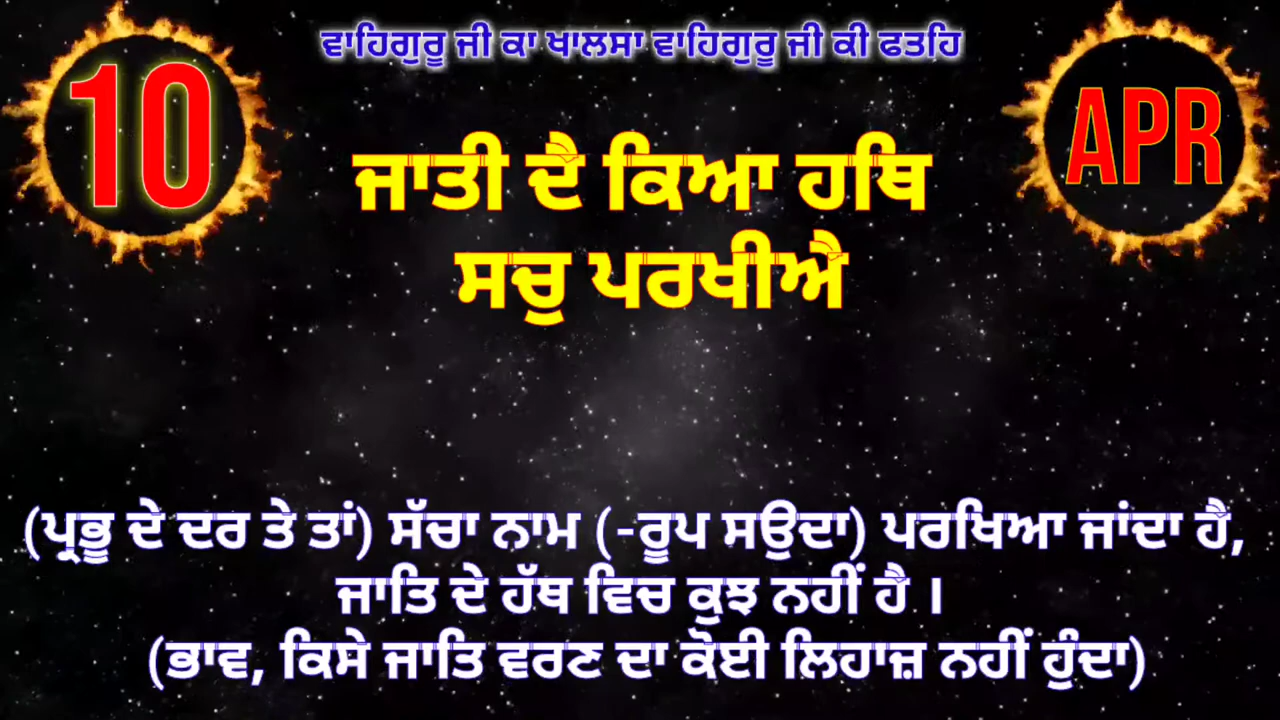 ਵਾਹਿਗੁਰੂ ਜੀ ਕਾ ਖਾਲਸਾ ਵਾਹਿਗੁਰੂ ਜੀ ਕੀ ਫਤਹਿ
10
APR
ਜਾਤੀ ਦੈ ਕਿਆ ਹਥਿ
ਸਚੁ ਪਰਖੀਐ
(ਪ੍ਰਭੂ ਦੇ ਦਰ ਤੇ ਤਾਂ) ਸੱਚਾ ਨਾਮ (-ਰੂਪ ਸਉਦਾ) ਪਰਖਿਆ ਜਾਂਦਾ ਹੈ,
ਜਾਤਿ ਦੇ ਹੱਥ ਵਿਚ ਕੁਝ ਨਹੀਂ ਹੈ ।
(ਭਾਵ, ਕਿਸੇ ਜਾਤਿ ਵਰਣ ਦਾ ਕੋਈ ਲਿਹਾਜ਼ ਨਹੀਂ ਹੁੰਦਾ)